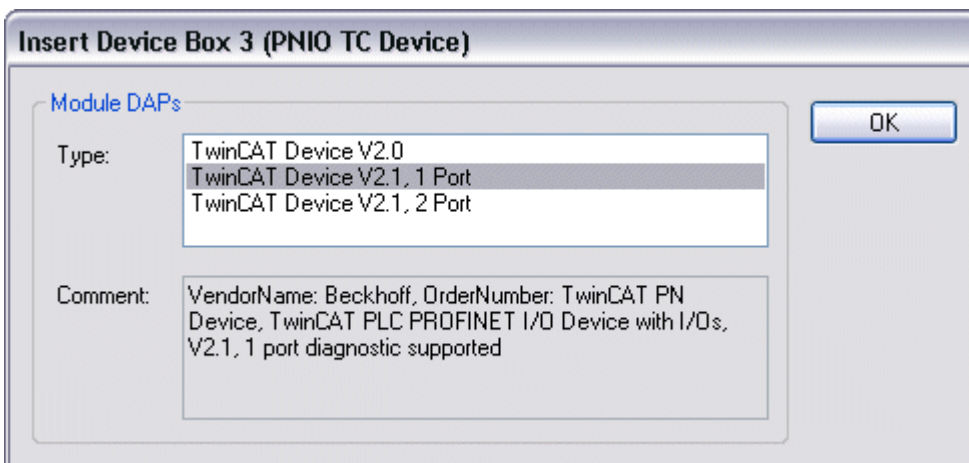 Insert Device Box 3 (PNIO TC Device)
Module DAPs
OK
Type:
TwinCAT Device V2.0
TwinCAT Device V2.1, 1 Port
TwinCAT Device V2.1, 2 Port
Comment:
VendorName: Beckhoff, OrderNumber: TwinCAT PN
Device, TwinCAT PLC PROFINET I/O Device with I/Os,
V2.1, 1 port diagnostic supported